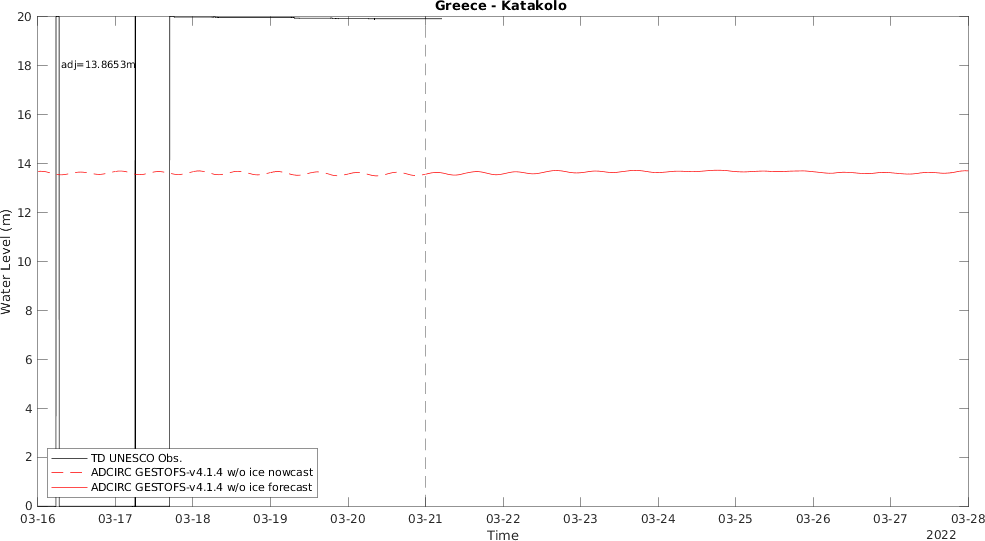 Greece - Katakolo
adj=13.8653m
20
18
16
14
12
10
8
6
4
2
0
Water Level (m)
TD UNESCO Obs.
ADCIRC GESTOFS-v4.1.4 w/o ice nowcast
ADCIRC GESTOFS-v4.1.4 w/o ice forecast
03-16 03-17 03-18 03-19 03-20 03-21 03-22 03-23 03-24 03-25 03-26 03-27 03-28
Time
2022